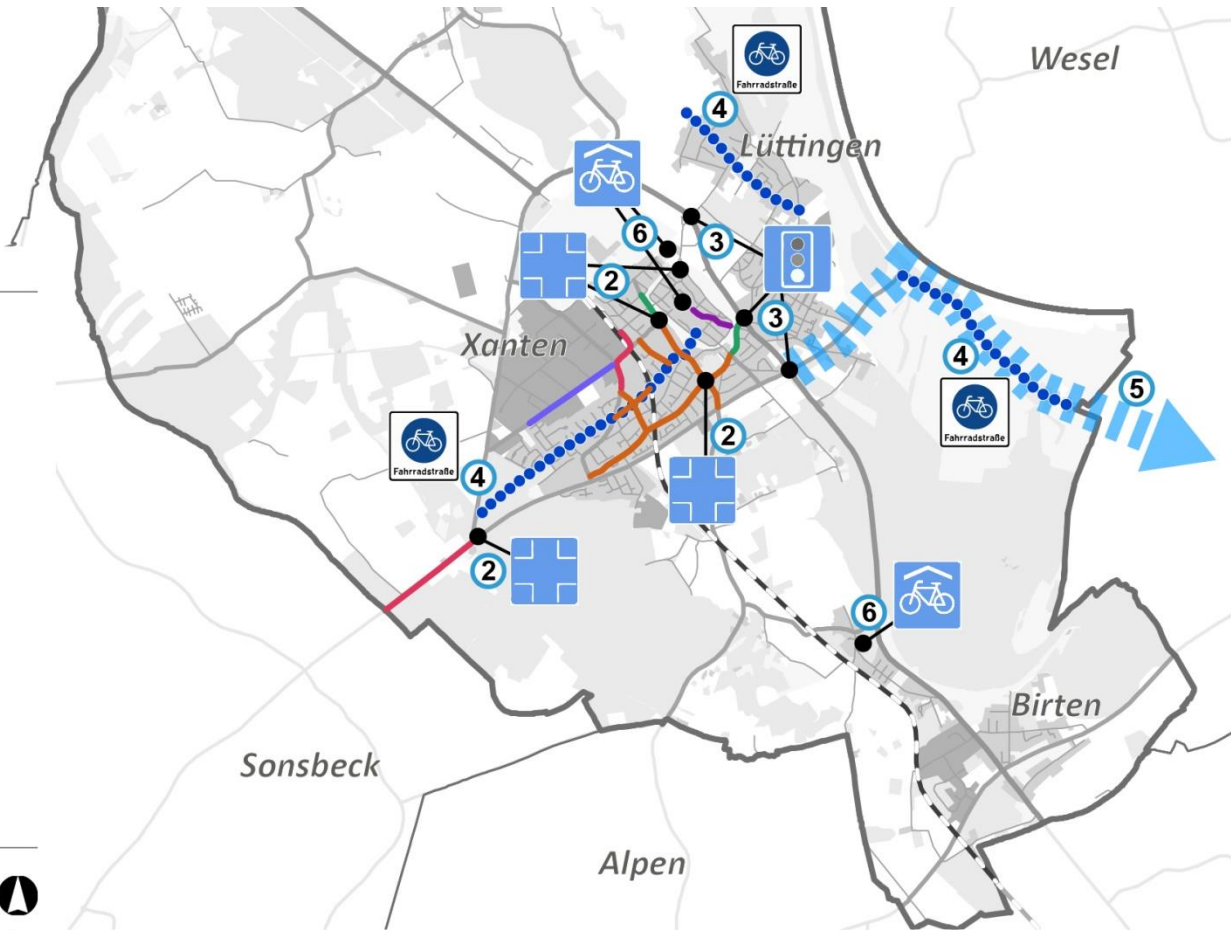 Wesel
Fahrradstraße
4
Lüttingen
6
3
2
3
Xanten
4
5
Fahrradstraße
Fahrradstraße
2
4
2
6
Birten
Sonsbeck
Alpen